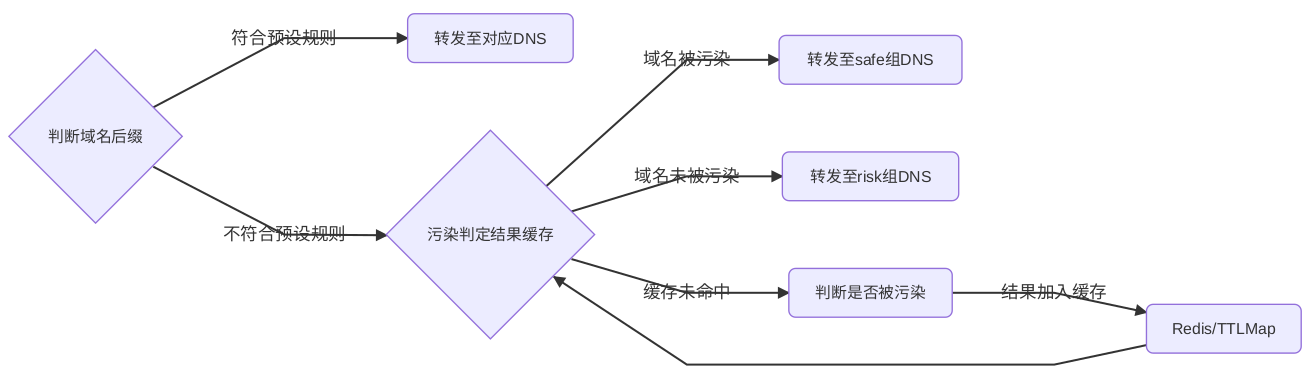 符合预设规则
转发至对应DNS
判断域名后缀
不符合预设规则
污染判定结果缓存
域名被污染
转发至safe组DNS
域名未被污染
转发至risk组DNS
缓存未命中
判断是否被污染
结果加入缓存
Redis/TTLMap